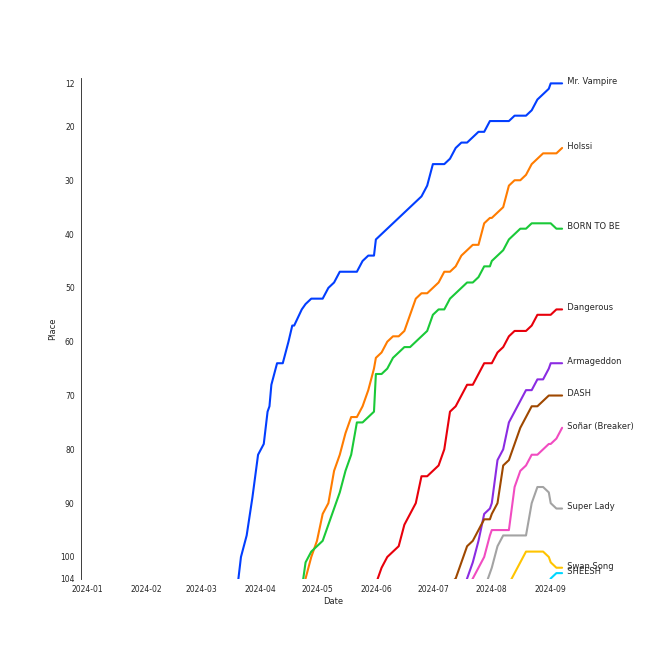 12
20
30
40
50
60
70
80
90
100
104
Place
2024-01
2024-02
2024-03
2024-04
2024-05
2024-06
2024-07
2024-08
2024-09
Date
Mr. Vampire
Holssi
BORN TO BE
Dangerous
Armageddon
DASH
Soñar (Breaker)
Super Lady
Swan Song
SHEESH